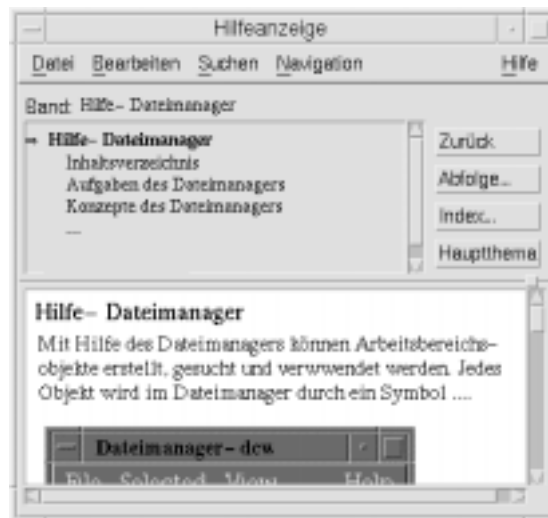 Hilfeanzeige
Datei Bearbeiten Suchen Navigation Hilfe
Band: Hilfe- Dateimanager
Hilfe- Dateimanager
Inhaltsverzeichnis
Aufgaben des Dateimanagers
Konzepte des Dateimanagers
...
Zurück
Abfolge...
Index...
Hauptthema
Hilfe- Dateimanager
Mit Hilfe des Dateimanagers können Arbeitsbereichs-
objekte erstellt, gesucht und verwwendet werden. Jedes
Objekt wird im Dateimanager durch ein Symbol ....
Dateimanager- dcw
File Selected View Help